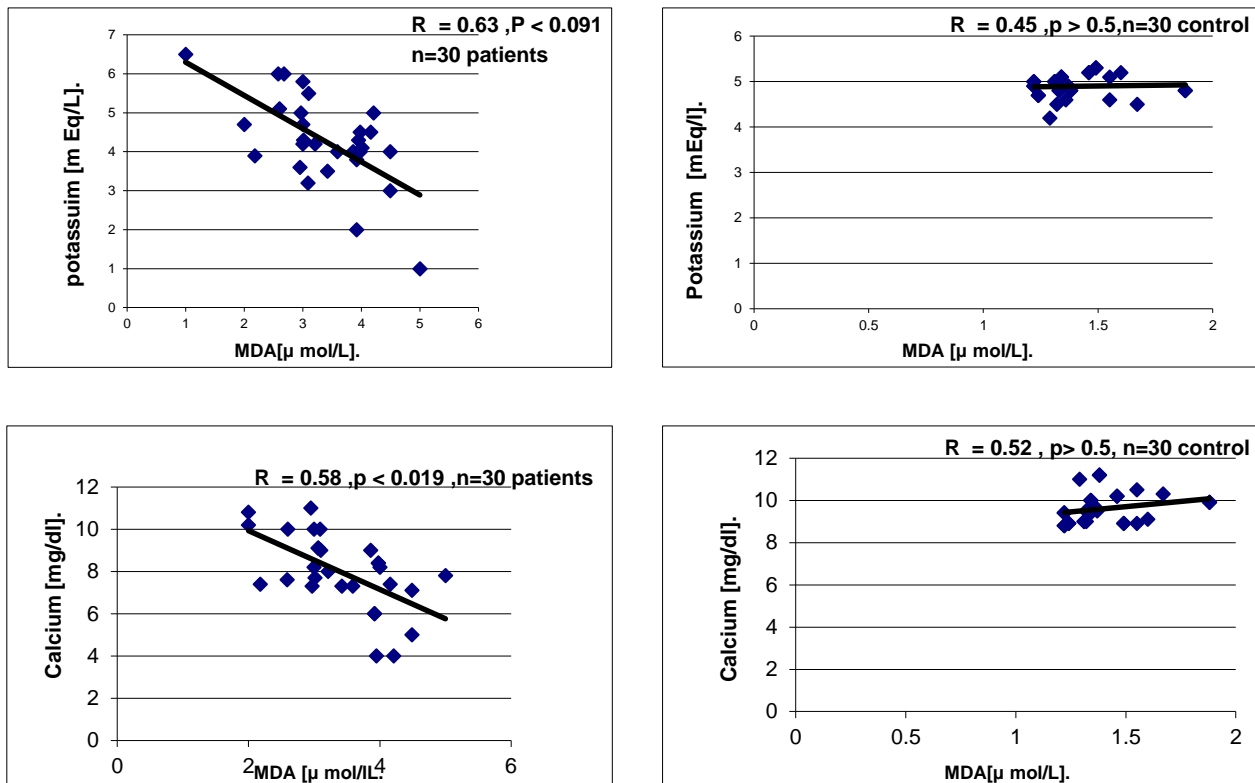 R = 0.63 ,P < 0.091
n=30 patients
potassuim [m Eq/L].
7
6
5
4
3
2
1
0
0 1 2 3 4 5 6
MDA[µ mol/L].
R = 0.45 ,p > 0.5,n=30 control
Potassium [mEq/l]
6
5
4
3
2
1
0
0 0.5 1 1.5 2
MDA [µ mol/L].
R = 0.58 ,p < 0.019 ,n=30 patients
Calcium [mg/dl].
12
10
8
6
4
2
0
0 2 4 6
MDA [µ mol/lL].
R = 0.52 , p> 0.5, n=30 control
Calcium [mg/dl].
12
10
8
6
4
2
0
0 0.5 1 1.5 2
MDA[µ mol/L].